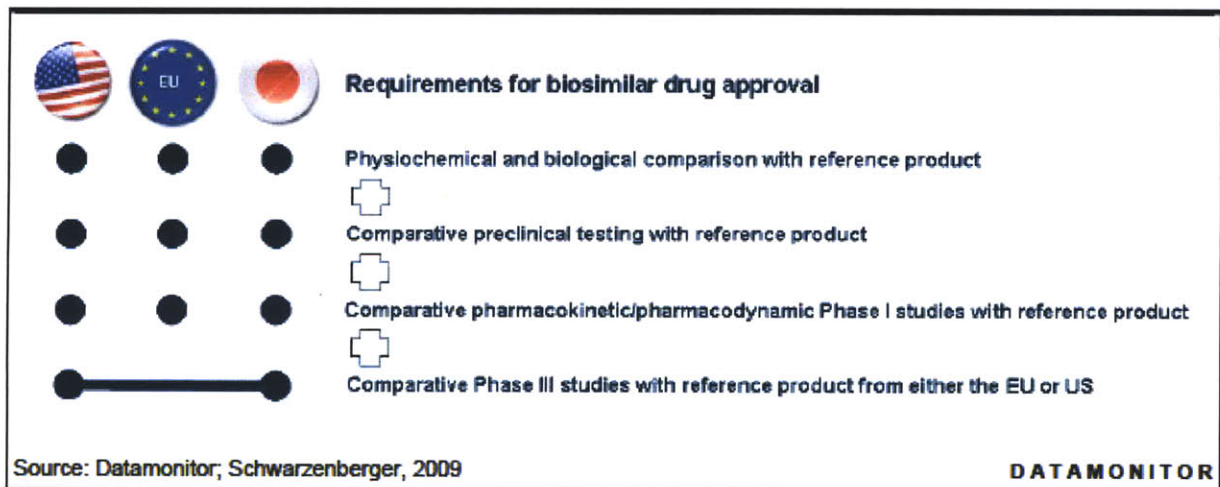 EU
Requirements for biosimilar drug approval
Physiochemical and biological comparison with reference product
Comparative preclinical testing with reference product
Comparative pharmacokinetic/pharmacodynamic Phase I studies with reference product
Comparative Phase III studies with reference product from either the EU or US
Source: Datamonitor; Schwarzenberger, 2009
DATAMONITOR